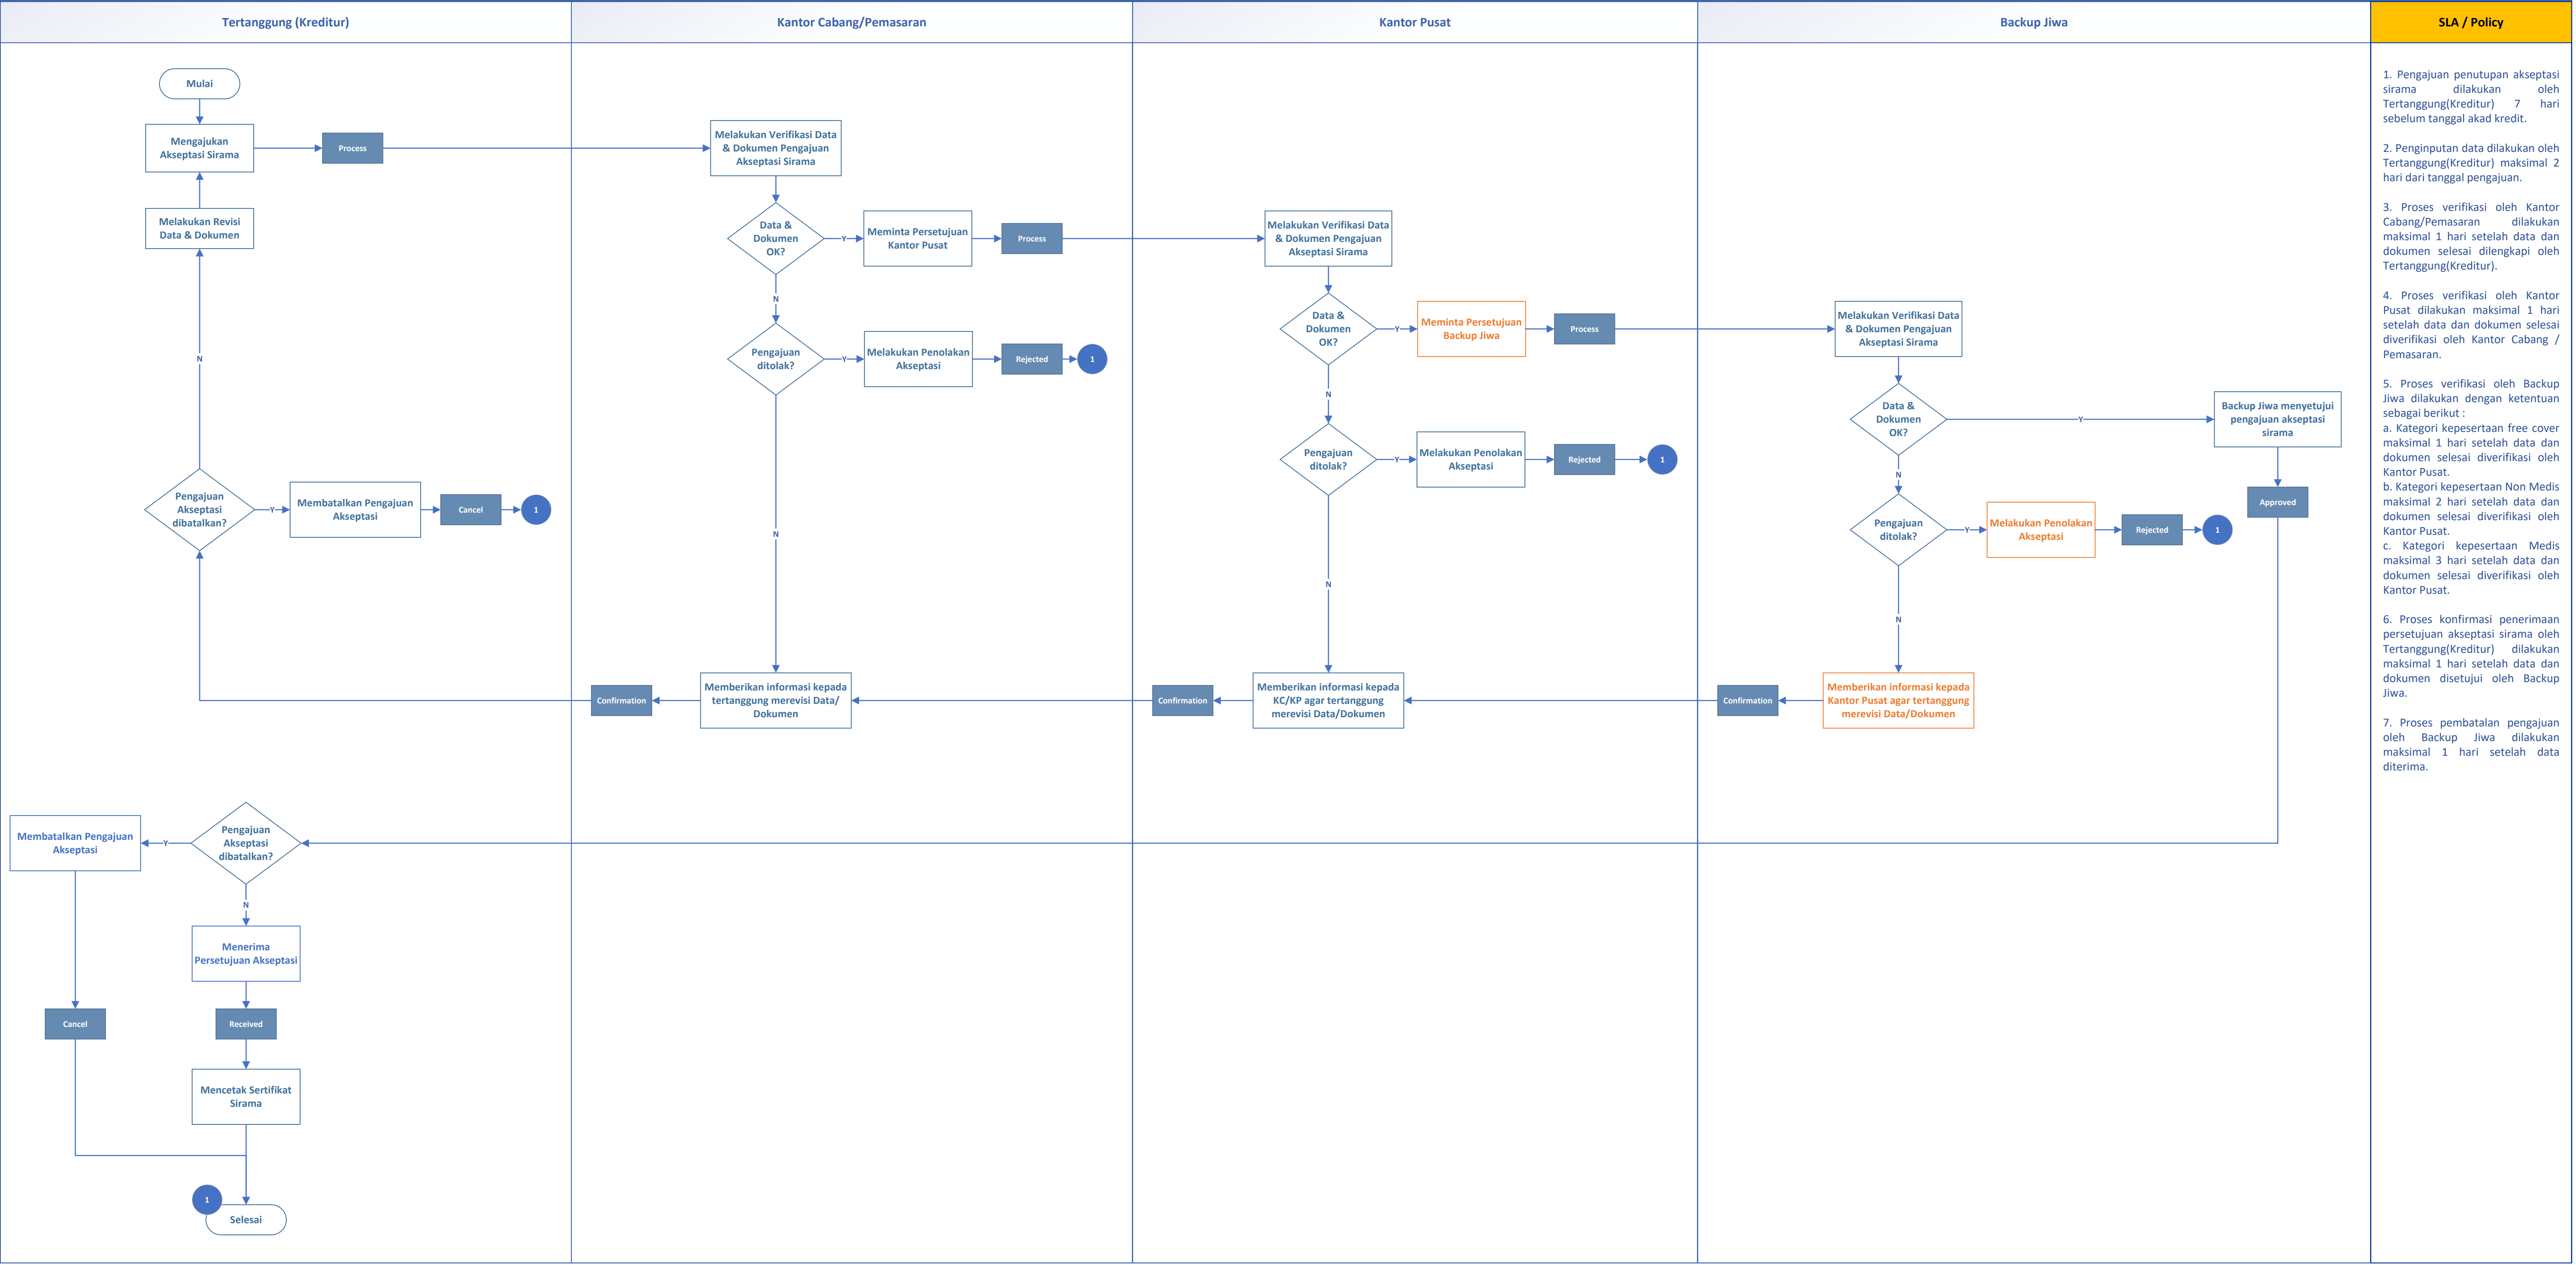 Tertanggung (Kreditur)
Kantor Cabang/Pemasaran
Kantor Pusat
Backup Jiwa
SLA / Policy
Mulai
Mengajukan
Akseptasi Sirama
Process
Melakukan Revisi
Data & Dokumen
N
Pengajuan
Akseptasi
dibatalkan?
Y
Membatalkan Pengajuan
Akseptasi
Cancel
1
Melakukan Verifikasi Data
& Dokumen Pengajuan
Akseptasi Sirama
Data &
Dokumen
OK?
Y
Meminta Persetujuan
Kantor Pusat
Process
N
Pengajuan
ditolak?
Y
Melakukan Penolakan
Akseptasi
Rejected
1
N
Confirmation
Memberikan informasi kepada
tertanggung merevisi Data/
Dokumen
Melakukan Verifikasi Data
& Dokumen Pengajuan
Akseptasi Sirama
Data &
Dokumen
OK?
Y
Meminta Persetujuan
Backup Jiwa
Process
N
Pengajuan
ditolak?
Y
Melakukan Penolakan
Akseptasi
Rejected
1
N
Confirmation
Memberikan informasi kepada
KC/KP agar tertanggung
merevisi Data/Dokumen
Melakukan Verifikasi Data
& Dokumen Pengajuan
Akseptasi Sirama
Data &
Dokumen
OK?
Y
Backup Jiwa menyetujui
pengajuan akseptasi
sirama
Approved
N
Pengajuan
ditolak?
Y
Melakukan Penolakan
Akseptasi
Rejected
1
N
Confirmation
Memberikan informasi kepada
Kantor Pusat agar tertanggung
merevisi Data/Dokumen
Membatalkan Pengajuan
Akseptasi
Y
Pengajuan
Akseptasi
dibatalkan?
N
Menerima
Persetujuan Akseptasi
Cancel
Received
Mencetak Sertifikat
Sirama
1
Selesai
1. Pengajuan penutupan akseptasi
sirama dilakukan oleh
Tertanggung(Kreditur) 7 hari
sebelum tanggal akad kredit.
2. Penginputan data dilakukan oleh
Tertanggung(Kreditur) maksimal 2
hari dari tanggal pengajuan.
3. Proses verifikasi oleh Kantor
Cabang/Pemasaran dilakukan
maksimal 1 hari setelah data dan
dokumen selesai dilengkapi oleh
Tertanggung(Kreditur).
4. Proses verifikasi oleh Kantor
Pusat dilakukan maksimal 1 hari
setelah data dan dokumen selesai
diverifikasi oleh Kantor Cabang /
Pemasaran.
5. Proses verifikasi oleh Backup
Jiwa dilakukan dengan ketentuan
sebagai berikut :
a. Kategori kepesertaan free cover
maksimal 1 hari setelah data dan
dokumen selesai diverifikasi oleh
Kantor Pusat.
b. Kategori kepesertaan Non Medis
maksimal 2 hari setelah data dan
dokumen selesai diverifikasi oleh
Kantor Pusat.
c. Kategori kepesertaan Medis
maksimal 3 hari setelah data dan
dokumen selesai diverifikasi oleh
Kantor Pusat.
6. Proses konfirmasi penerimaan
persetujuan akseptasi sirama oleh
Tertanggung(Kreditur) dilakukan
maksimal 1 hari setelah data dan
dokumen disetujui oleh Backup
Jiwa.
7. Proses pembatalan pengajuan
oleh Backup Jiwa dilakukan
maksimal 1 hari setelah data
diterima.